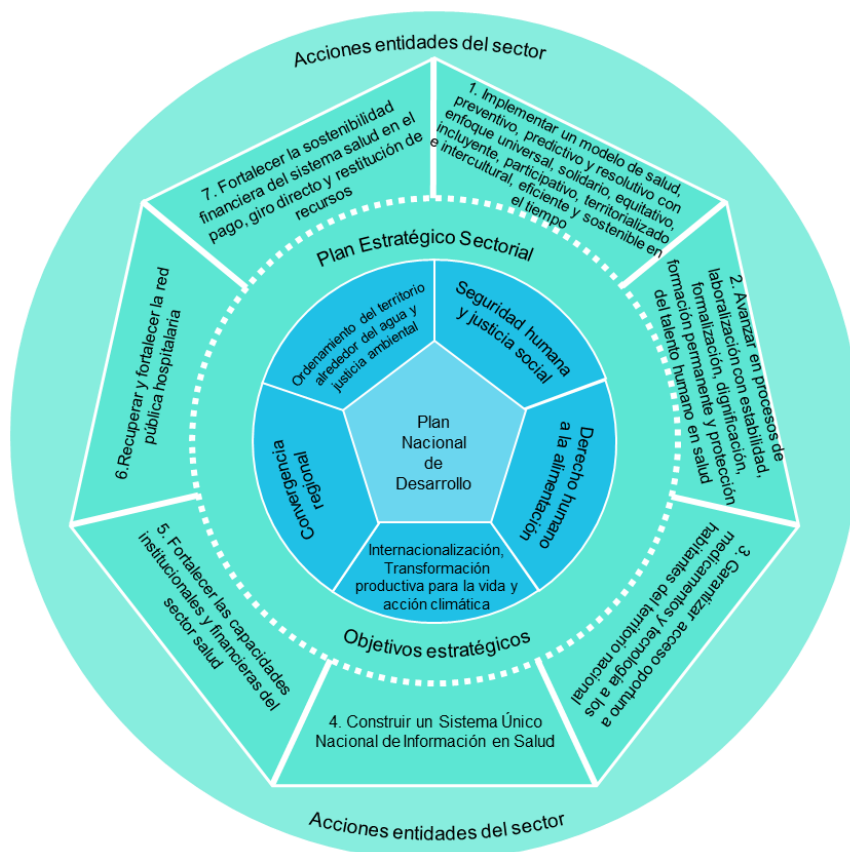 Acciones entidades del sector
1. Implementar un modelo de salud,
preventivo, predictivo y resolutivo con
enfoque universal, solidario, equitativo,
incluyente, participativo, territorializado
e intercultural, eficiente y sostenible en
el tiempo
2. Avanzar en procesos de
laboralización con estabilidad,
formalización, dignificación,
formación permanente y protección
del talento humano en salud
3. Garantizar acceso oportuno a
medicamentos y tecnología a los
habitantes del territorio nacional
4. Construir un Sistema Único
Nacional de Información en Salud
5. Fortalecer las capacidades
institucionales y financieras del
sector salud
6.Recuperar y fortalecer la red
pública hospitalaria
7. Fortalecer la sostenibilidad
financiera del sistema salud en el
pago, giro directo y restitución de
recursos
Plan Estratégico Sectorial
Seguridad humana
y justicia social
Derecho humano
a la alimentación
Internacionalización,
Transformación
productiva para la vida y
acción climática
Convergencia
regional
Ordenamiento del territorio
alrededor del agua y
justicia ambiental
Plan
Nacional
de
Desarrollo
Objetivos estratégicos
Acciones entidades del sector